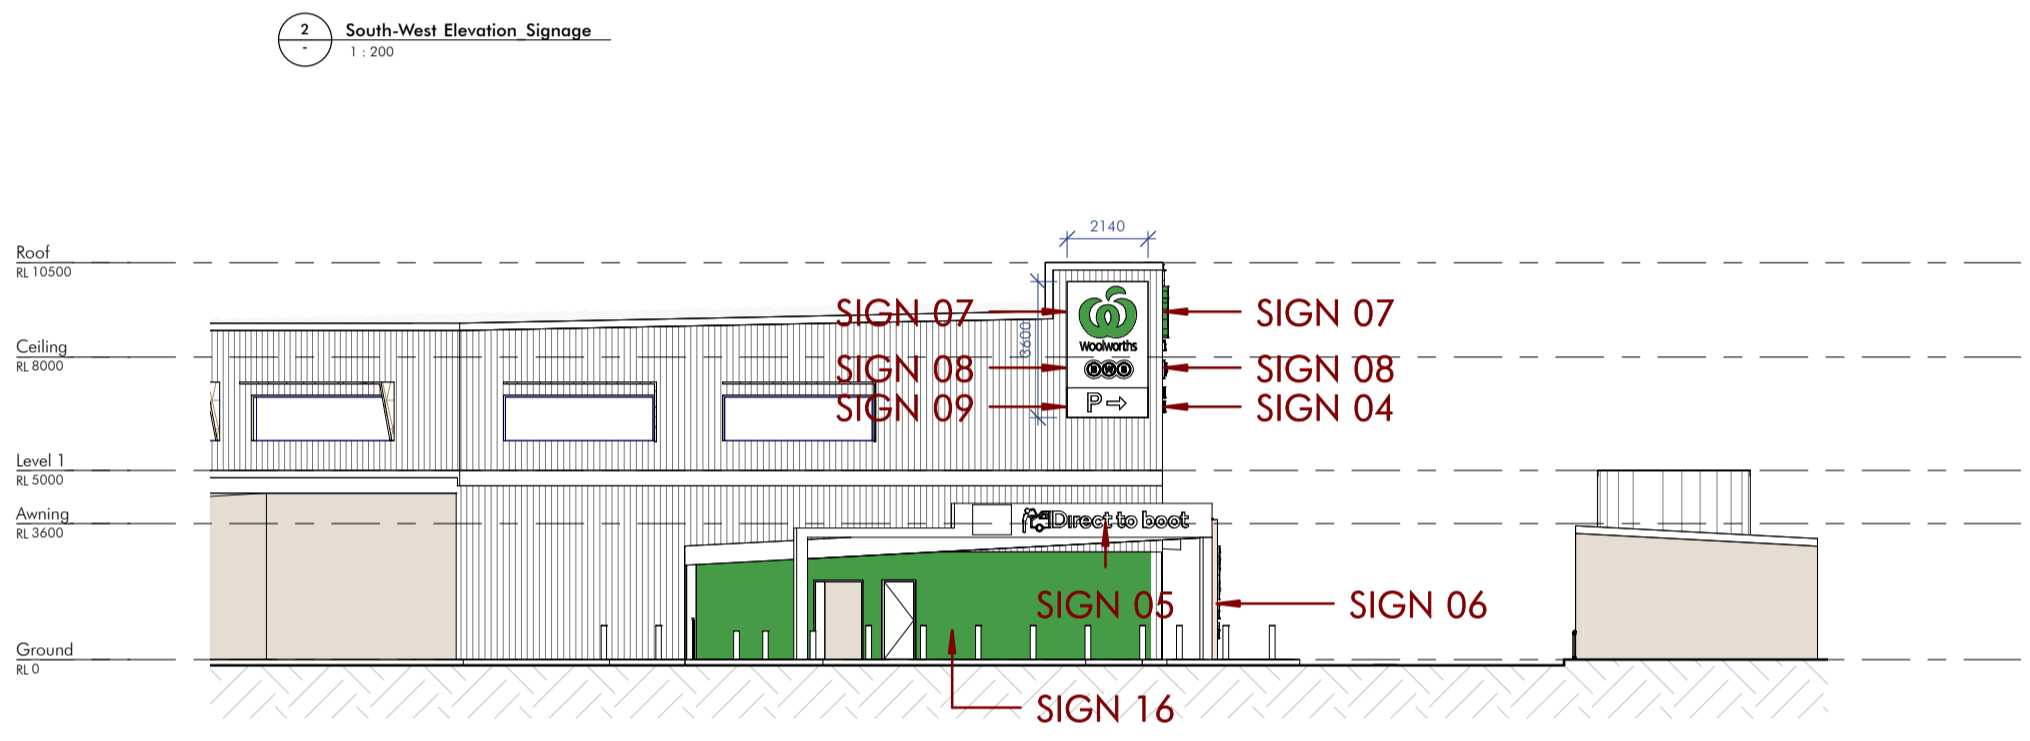 2
-
South-West Elevation_Signage
1 : 200
2140
Roof
RL 10500
SIGN 07
SIGN 07
3600
Woolworths
Ceiling
RL 8000
SIGN 08
BWS
SIGN 08
SIGN 09
P
SIGN 04
Level 1
RL 5000
Awning
RL 3600
Direct to boot
SIGN 05
SIGN 06
Ground
RL 0
SIGN 16